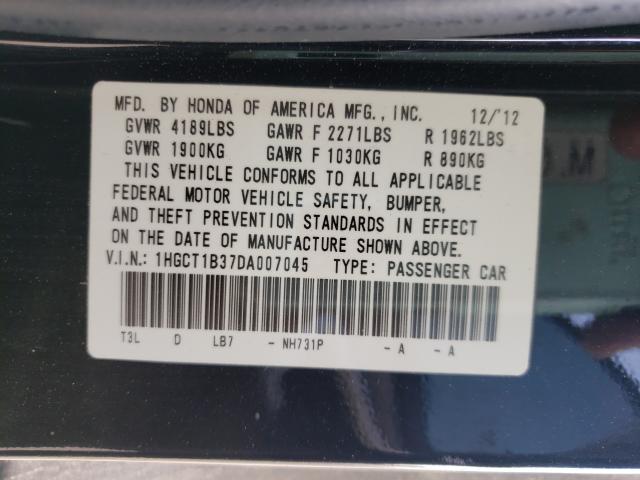 MFD. BY HONDA OF AMERICA MFG., INC. 12/'12
GVWR 4189LBS GAWR F 2271LBS R 1962LBS
GVWR 1900KG GAWR F 1030KG R 890KG
THIS VEHICLE CONFORMS TO ALL APPLICABLE
FEDERAL MOTOR VEHICLE SAFETY, BUMPER,
AND THEFT PREVENTION STANDARDS IN EFFECT
ON THE DATE OF MANUFACTURE SHOWN ABOVE.
V.I.N.: 1HGCT1B37DA007045 TYPE: PASSENGER CAR
T3L D LB7 - NH731P - A - A